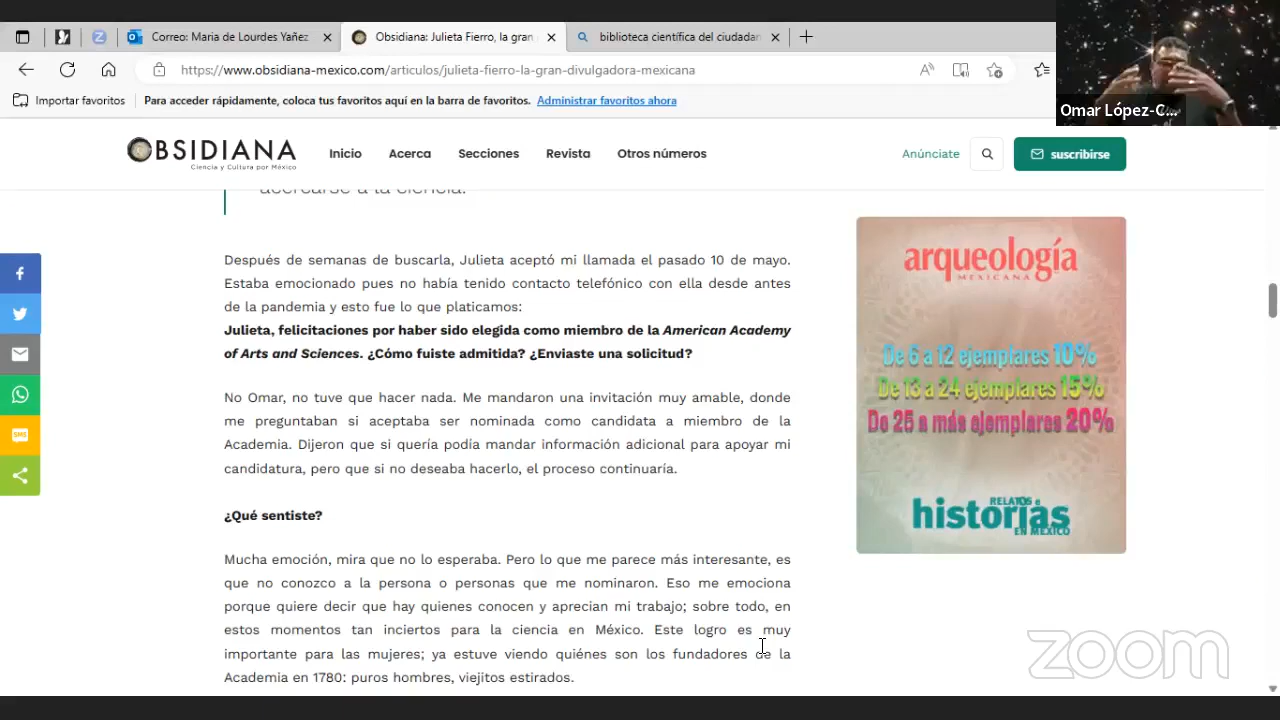 Correo: Maria de Lourdes Yañez
Obsidiana: Julieta Fierro, la gran
biblioteca científica del ciudadan
https://www.obsidiana-mexico.com/articulos/julieta-fierro-la-gran-divulgadora-mexicana
Importar favoritos
Para acceder rápidamente, coloca tus favoritos aquí en la barra de favoritos. Administrar favoritos ahora
Omar López-C...
OBSIDIANA
Ciencia y Cultura por México
Inicio Acerca Secciones Revista Otros números
Anúnciate
suscribirse
acercarse a la ciencia.
Después de semanas de buscarla, Julieta aceptó mi llamada el pasado 10 de mayo.
Estaba emocionado pues no había tenido contacto telefónico con ella desde antes
de la pandemia y esto fue lo que platicamos:
Julieta, felicitaciones por haber sido elegida como miembro de la American Academy
of Arts and Sciences. ¿Cómo fuiste admitida? ¿Enviaste una solicitud?
No Omar, no tuve que hacer nada. Me mandaron una invitación muy amable, donde
me preguntaban si aceptaba ser nominada como candidata a miembro de la
Academia. Dijeron que si quería podía mandar información adicional para apoyar mi
candidatura, pero que si no deseaba hacerlo, el proceso continuaría.
¿Qué sentiste?
Mucha emoción, mira que no lo esperaba. Pero lo que me parece más interesante, es
que no conozco a la persona o personas que me nominaron. Eso me emociona
porque quiere decir que hay quienes conocen y aprecian mi trabajo; sobre todo, en
estos momentos tan inciertos para la ciencia en México. Este logro es muy
importante para las mujeres; ya estuve viendo quiénes son los fundadores de la
Academia en 1780: puros hombres, viejitos estirados.
arqueología
MEXICANA
De 6 a 12 ejemplares 10%
De 13 a 24 ejemplares 15%
De 25 a más ejemplares 20%
RELATOS e
historias
EN MÉXICO
SMS
zoom